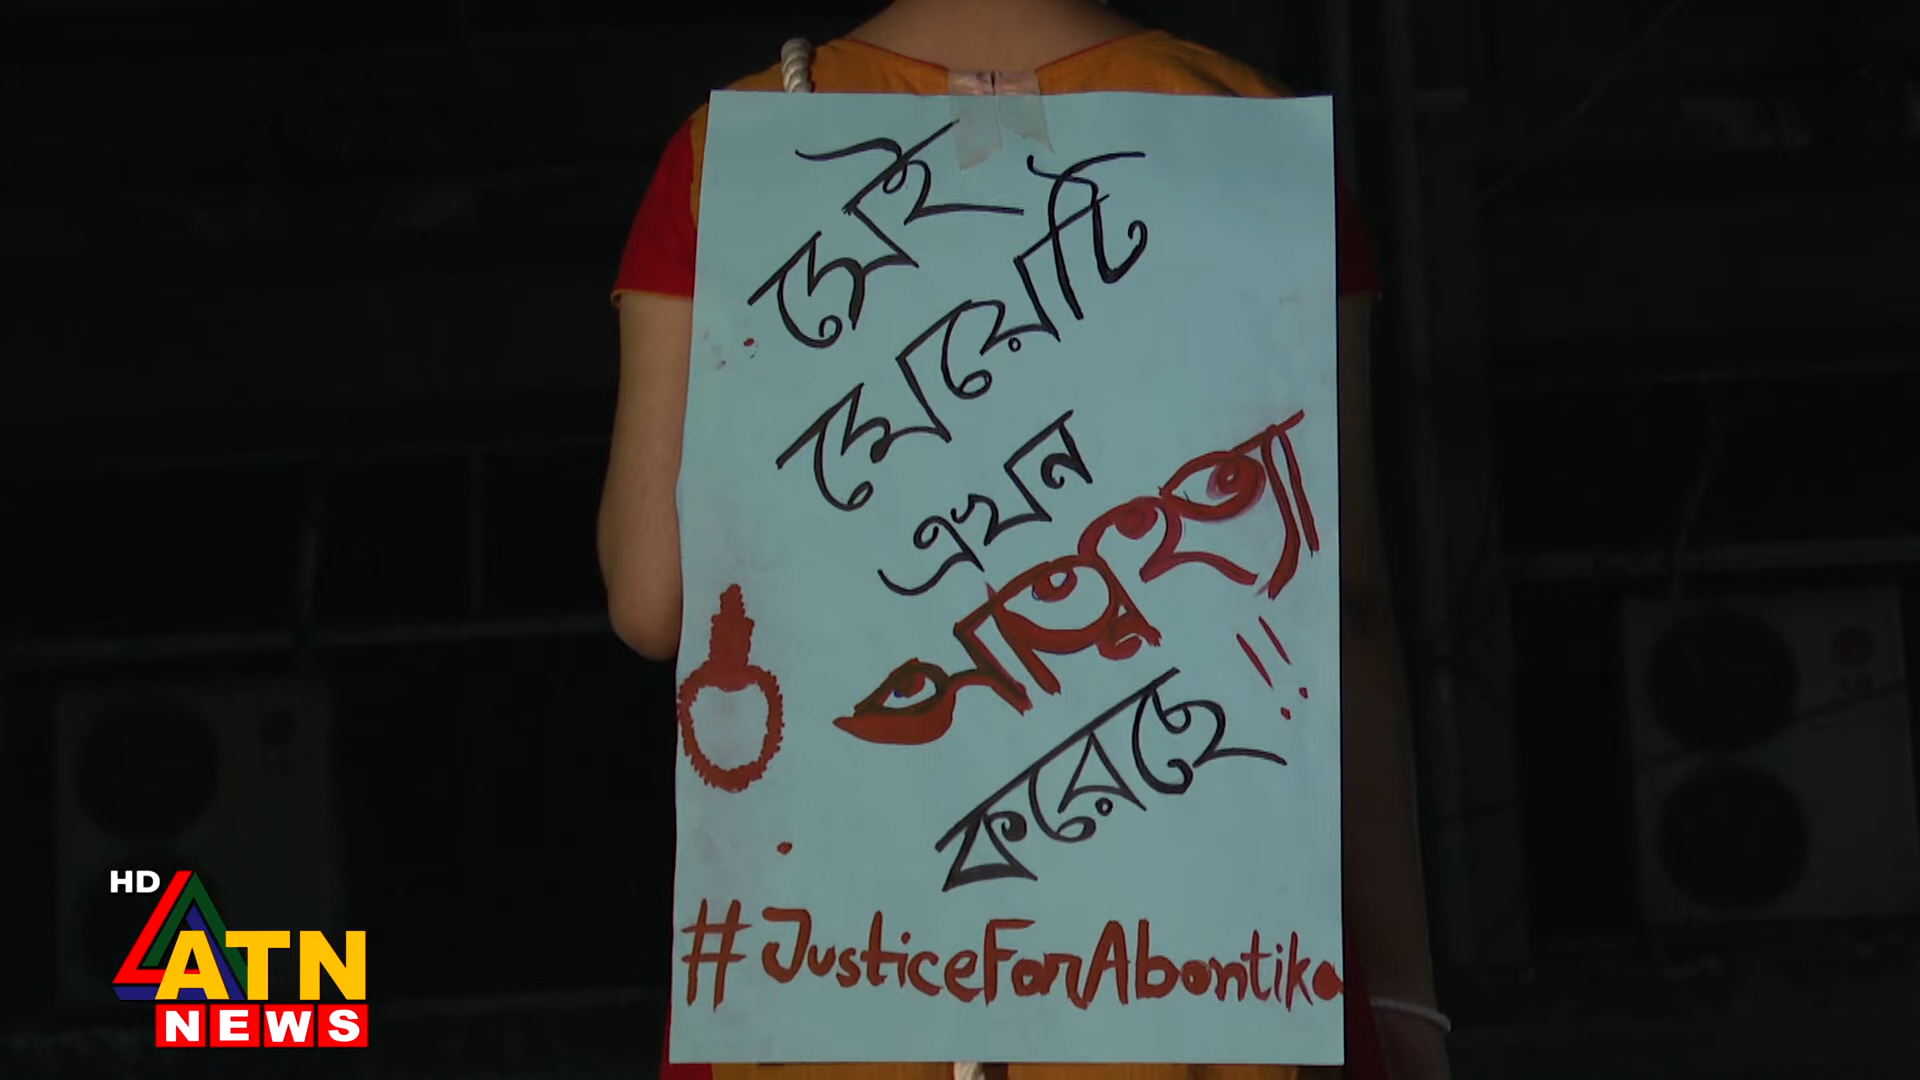 সেই
মেয়েটি
এখন
আত্মহত্যা
করেছে !!
#JusticeForAbontika
HD
ATN
NEWS